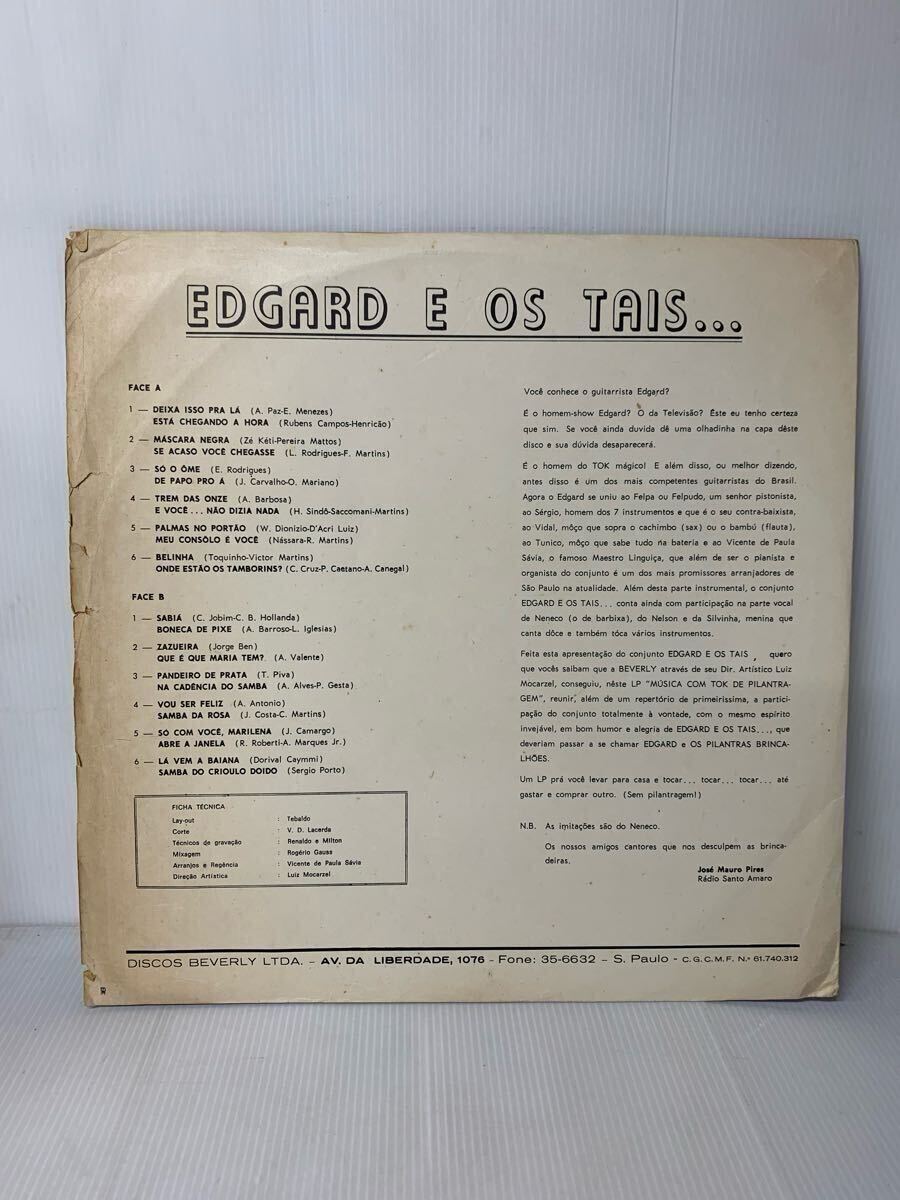 EDGARD E OS TAIS...
FACE A
1 — DEIXA ISSO PRA LÁ (A. Paz-E. Menezes)
ESTÁ CHEGANDO A HORA (Rubens Campos-Henricão)
2 — MÁSCARA NEGRA (Zé Kéti-Pereira Mattos)
SE ACASO VOCÊ CHEGASSE (L. Rodrigues-F. Martins)
3 — SÓ O ÔME (E. Rodrigues)
DE PAPO PRO Á (J. Carvalho-O. Mariano)
4 — TREM DAS ONZE (A. Barbosa)
E VOCÊ... NÃO DIZIA NADA (H. Sindô-Saccomani-Martins)
5 — PALMAS NO PORTÃO (W. Dionizio-D'Acri Luiz)
MEU CONSÔLO É VOCÊ (Nássara-R. Martins)
6 — BELINHA (Toquinho-Victor Martins)
ONDE ESTÃO OS TAMBORINS? (C. Cruz-P. Caetano-A. Canegal)
FACE B
1 — SABIÁ (C. Jobim-C. B. Hollanda)
BONECA DE PIXE (A. Barroso-L. Iglesias)
2 — ZAZUEIRA (Jorge Ben)
QUE É QUE MARIA TEM? (A. Valente)
3 — PANDEIRO DE PRATA (T. Piva)
NA CADÊNCIA DO SAMBA (A. Alves-P. Gesta)
4 — VOU SER FELIZ (A. Antonio)
SAMBA DA ROSA (J. Costa-C. Martins)
5 — SÓ COM VOCÊ, MARILENA (J. Camargo)
ABRE A JANELA (R. Roberti-A. Marques Jr.)
6 — LÁ VEM A BAIANA (Dorival Caymmi)
SAMBA DO CRIOULO DOIDO (Sergio Porto)
FICHA TÉCNICA
Lay-out : Tebaldo
Corte : V. D. Lacerda
Técnicos de gravação : Renaldo e Milton
Mixagem : Rogério Gauss
Arranjos e Regência : Vicente de Paula Sávia
Direção Artística : Luiz Mocarzel
Você conhece o guitarrista Edgard?
É o homem-show Edgard? O da Televisão? Êste eu tenho certeza
que sim. Se você ainda duvida dê uma olhadinha na capa dêste
disco e sua dúvida desaparecerá.
É o homem do TOK mágico! E além disso, ou melhor dizendo,
antes disso é um dos mais competentes guitarristas do Brasil.
Agora o Edgard se uniu ao Felpa ou Felpudo, um senhor pistonista,
ao Sérgio, homem dos 7 instrumentos e que é o seu contra-baixista,
ao Vidal, môço que sopra o cachimbo (sax) ou o bambú (flauta),
ao Tunico, môço que sabe tudo na bateria e ao Vicente de Paula
Sávia, o famoso Maestro Linguiça, que além de ser o pianista e
organista do conjunto é um dos mais promissores arranjadores de
São Paulo na atualidade. Além desta parte instrumental, o conjunto
EDGARD E OS TAIS... conta ainda com participação na parte vocal
de Neneco (o de barbixa), do Nelson e da Silvinha, menina que
canta dôce e também tóca vários instrumentos.
Feita esta apresentação do conjunto EDGARD E OS TAIS , quero
que vocês saibam que a BEVERLY através de seu Dir. Artístico Luiz
Mocarzel, conseguiu, nêste LP "MÚSICA COM TOK DE PILANTRA-
GEM", reunir, além de um repertório de primeirissima, a partici-
pação do conjunto totalmente à vontade, com o mesmo espírito
invejável, em bom humor e alegria de EDGARD E OS TAIS..., que
deveriam passar a se chamar EDGARD e OS PILANTRAS BRINCA-
LHÕES.
Um LP prá você levar para casa e tocar... tocar... tocar... até
gastar e comprar outro. (Sem pilantragem!)
N.B. As imitações são do Neneco.
Os nossos amigos cantores que nos desculpem as brinca-
deiras.
José Mauro Pires
Rádio Santo Amaro
DISCOS BEVERLY LTDA. - AV. DA LIBERDADE, 1076 - Fone: 35-6632 - S. Paulo - C.G.C.M.F. N.º 61.740.312